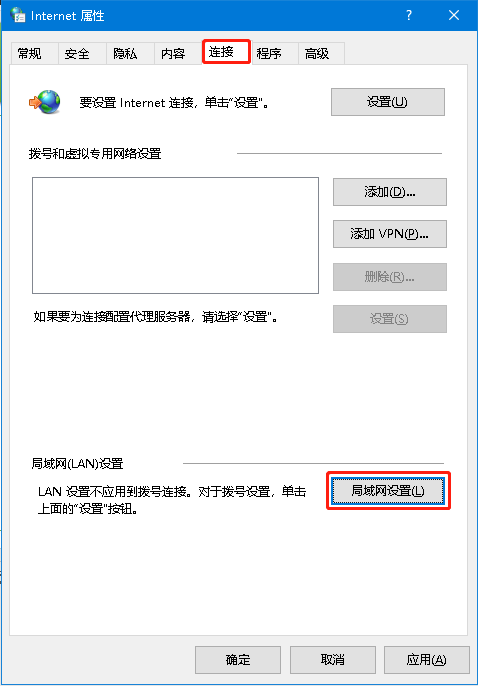 Internet 属性
?
常规 安全 隐私 内容 连接 程序 高级
要设置 Internet 连接，单击“设置”。
设置(U)
拨号和虚拟专用网络设置
添加(D)...
添加 VPN(P)...
删除(R)...
如果要为连接配置代理服务器，请选择“设置”。
设置(S)
局域网(LAN)设置
LAN 设置不应用到拨号连接。对于拨号设置，单击
上面的“设置”按钮。
局域网设置(L)
确定 取消 应用(A)